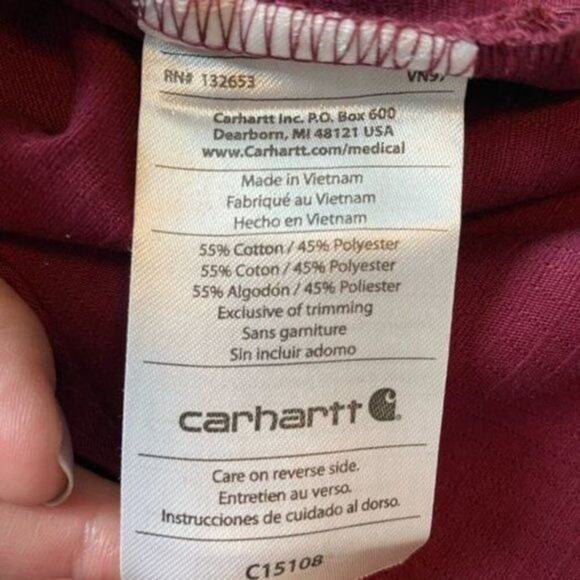 RN# 132653 VN97
Carhartt Inc. P.O. Box 600
Dearborn, MI 48121 USA
www.Carhartt.com/medical
Made in Vietnam
Fabriqué au Vietnam
Hecho en Vietnam
55% Cotton / 45% Polyester
55% Coton / 45% Polyester
55% Algodón / 45% Poliester
Exclusive of trimming
Sans garniture
Sin incluir adorno
carhartt
Care on reverse side.
Entretien au verso.
Instrucciones de cuidado al dorso.
C15108